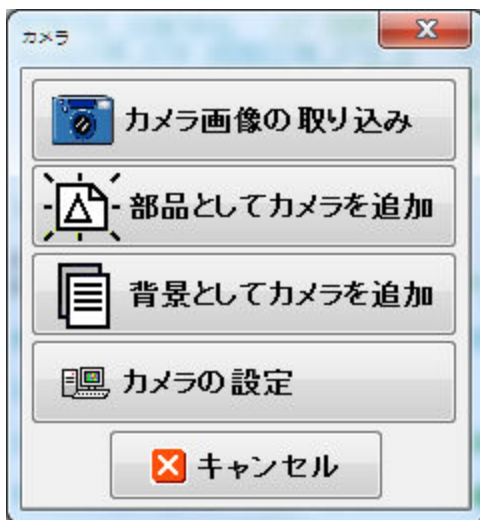 カメラ
カメラ画像の取り込み
部品としてカメラを追加
背景としてカメラを追加
カメラの設定
キャンセル